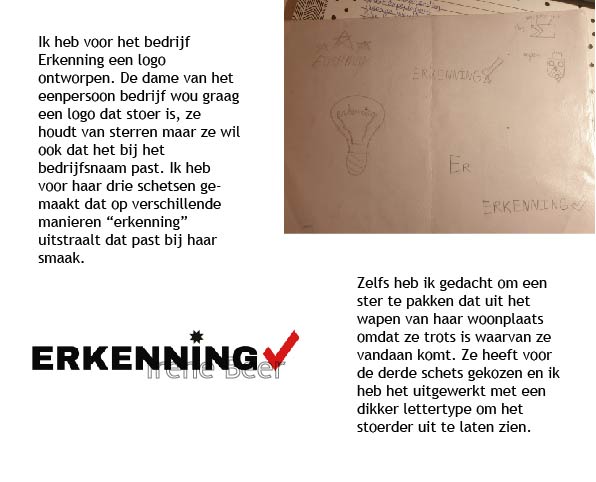 Ik heb voor het bedrijf
Erkenning een logo
ontworpen. De dame van het
eenpersoon bedrijf wou graag
een logo dat stoer is, ze
houdt van sterren maar ze wil
ook dat het bij het
bedrijfsnaam past. Ik heb
voor haar drie schetsen ge-
maakt dat op verschillende
manieren “erkenning”
uitstraalt dat past bij haar
smaak.
ERKENNING
erkenning
Er
ERKENNING
Zelfs heb ik gedacht om een
ster te pakken dat uit het
wapen van haar woonplaats
omdat ze trots is waarvan ze
vandaan komt. Ze heeft voor
de derde schets gekozen en ik
heb het uitgewerkt met een
dikker lettertype om het
stoerder uit te laten zien.
ERKENNING
Irene Beer